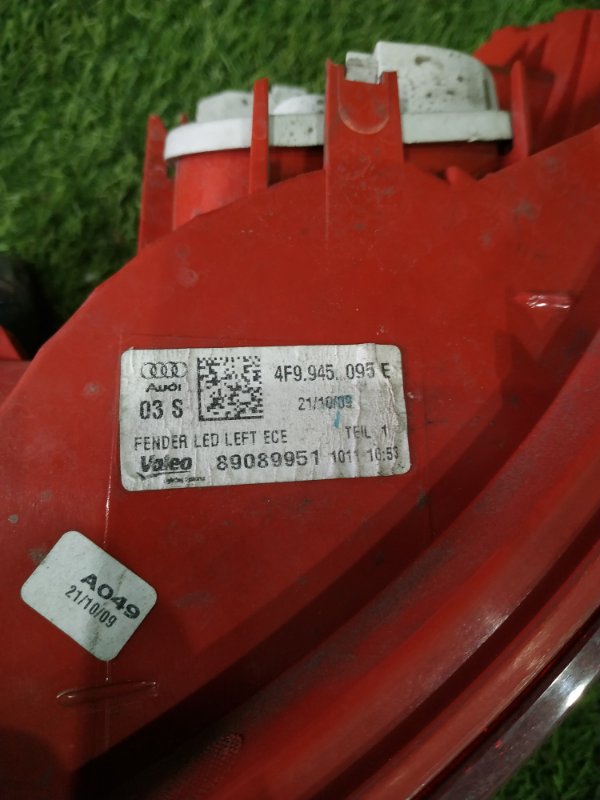 Audi
4F9.945 095 E
03 S
21/10/09
FENDER LED LEFT ECE TEIL 1
Valeo 89089951 1011 10:53
A049
21/10/09